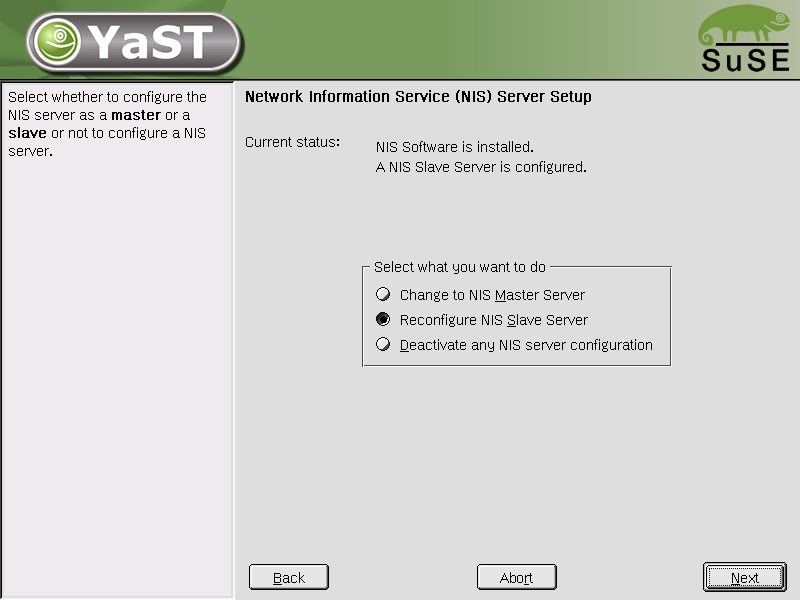 YaST
SuSE
Select whether to configure the
NIS server as a master or a
slave or not to configure a NIS
server.
Network Information Service (NIS) Server Setup
Current status:
NIS Software is installed.
A NIS Slave Server is configured.
Select what you want to do
Change to NIS Master Server
Reconfigure NIS Slave Server
Deactivate any NIS server configuration
Back
Abort
Next